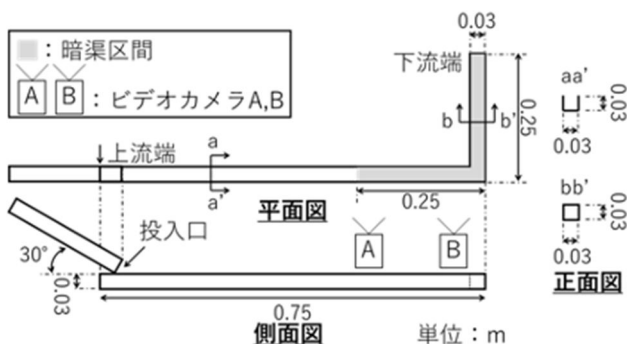 ：暗渠区間
A B ：ビデオカメラA,B
0.03
下流端
b b’
0.25
aa’
0.03
0.03
上流端
a
a’
平面図
0.25
投入口
A B
30°
0.03
0.75
側面図
bb’
0.03
0.03
正面図
単位：m